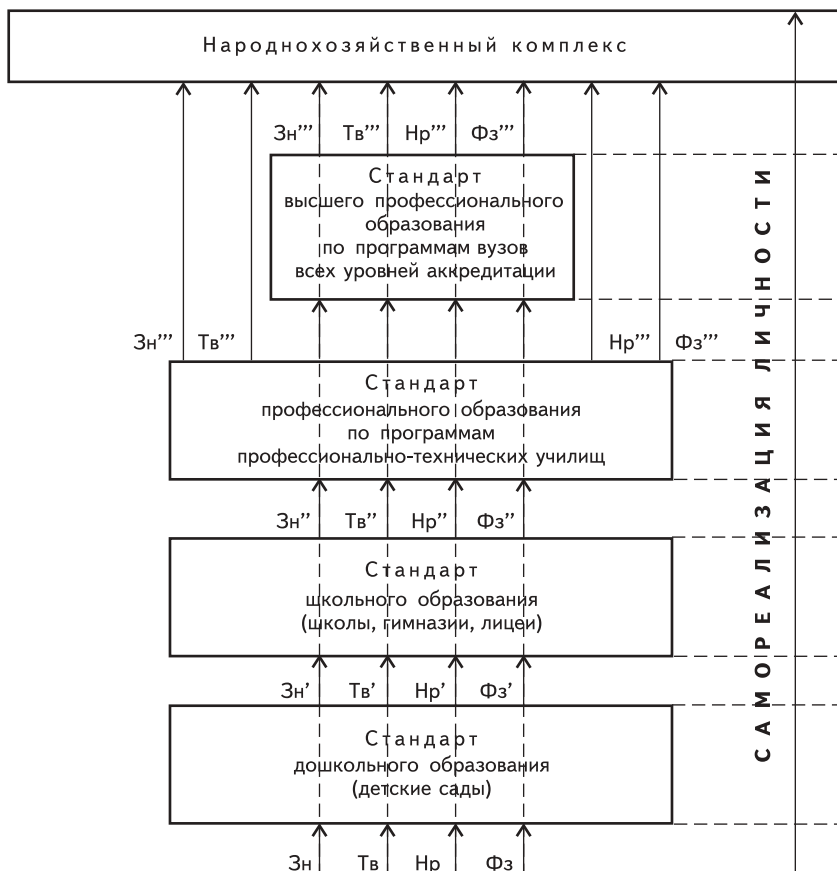 Народнохозяйственный комплекс
Зн’’’ Тв’’’ Нр’’’ Фз’’’
Стандарт
высшего профессионального
образования
по программам вузов
всех уровней аккредитации
Зн’’’ Тв’’’ Нр’’’ Фз’’’
Стандарт
профессионального образования
по программам
профессионально-технических училищ
Зн’’ Тв’’ Нр’’ Фз’’
Стандарт
школьного образования
(школы, гимназии, лицеи)
Зн’ Тв’ Нр’ Фз’
Стандарт
дошкольного образования
(детские сады)
Зн Тв Нр Фз
САМОРЕАЛИЗАЦИЯ ЛИЧНОСТИ